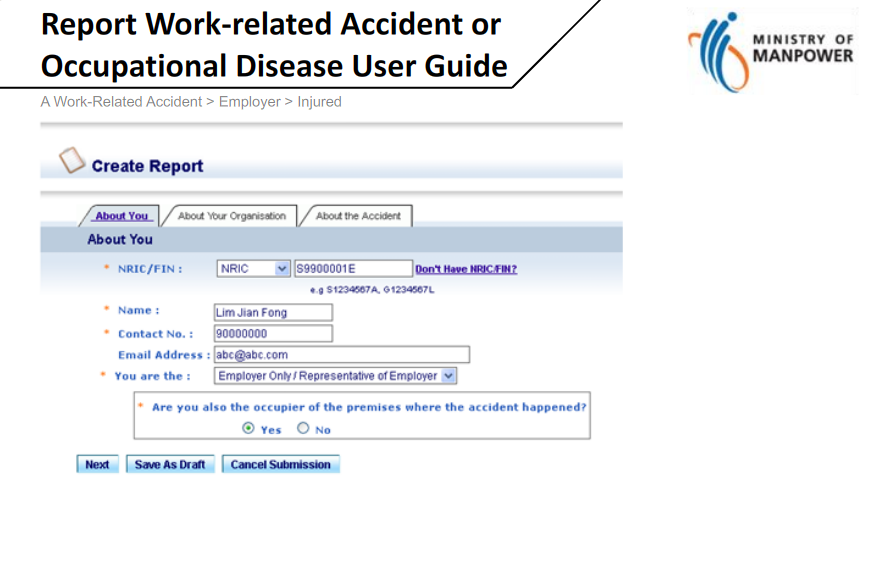 Report Work-related Accident or
Occupational Disease User Guide
MINISTRY OF
MANPOWER
A Work-Related Accident > Employer > Injured
Create Report
About You About Your Organisation About the Accident
About You
* NRIC/FIN : NRIC S9900001E Don't Have NRIC/FIN?
e.g S1234567A, G1234567L
* Name : Lim Jian Fong
* Contact No. : 90000000
Email Address : abc@abc.com
* You are the : Employer Only / Representative of Employer
* Are you also the occupier of the premises where the accident happened?
Yes No
Next Save As Draft Cancel Submission